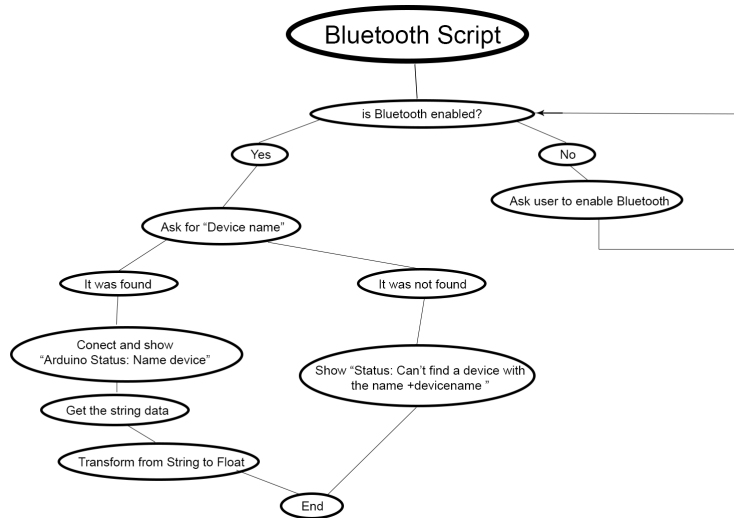 Bluetooth Script
is Bluetooth enabled?
Yes
No
Ask user to enable Bluetooth
Ask for “Device name”
It was found
It was not found
Conect and show
“Arduino Status: Name device”
Show “Status: Can’t find a device with
the name +devicename ”
Get the string data
Transform from String to Float
End